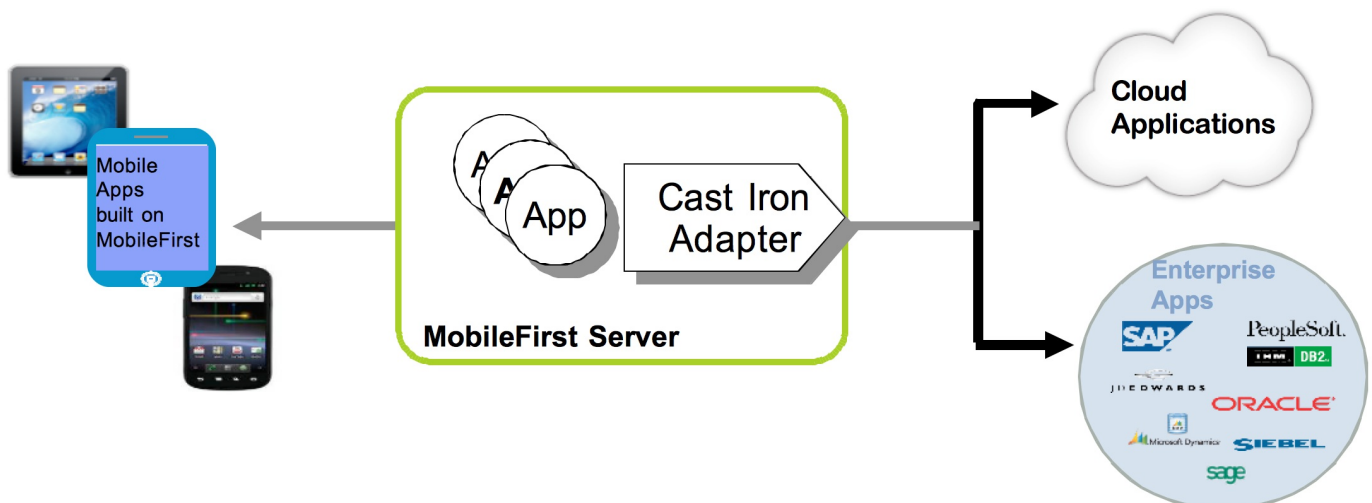 Mobile
Apps
built on
MobileFirst
A
A
App
Cast Iron
Adapter
MobileFirst Server
Cloud
Applications
Enterprise
Apps
SAP
PeopleSoft.
IBM DB2.
JDEDWARDS
ORACLE
Microsoft Dynamics
SIEBEL
sage